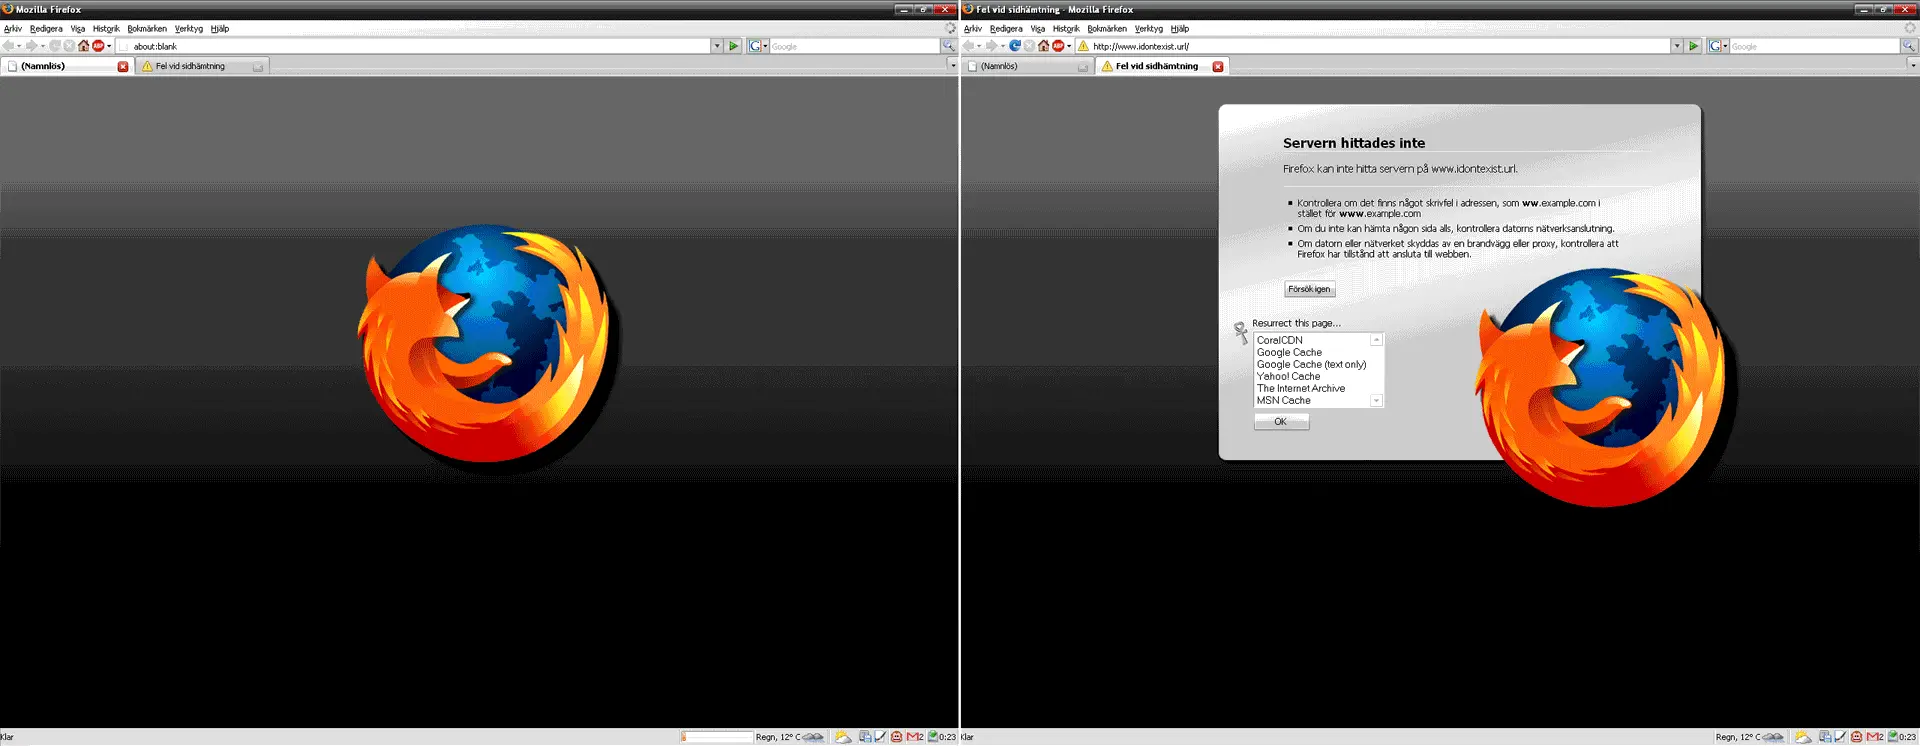 Mozilla Firefox
Arkiv Redigera Visa Historik Bokmärken Verktyg Hjälp
ABP about:blank G Google
(Namnlös) Fel vid sidhämtning
Klar Regn, 12° C 2 0:23
Fel vid sidhämtning - Mozilla Firefox
Arkiv Redigera Visa Historik Bokmärken Verktyg Hjälp
ABP http://www.idontexist.url/ G Google
(Namnlös) Fel vid sidhämtning
Servern hittades inte
Firefox kan inte hitta servern på www.idontexist.url.
Kontrollera om det finns något skrivfel i adressen, som ww.example.com i
stället för www.example.com
Om du inte kan hämta någon sida alls, kontrollera datorns nätverksanslutning.
Om datorn eller nätverket skyddas av en brandvägg eller proxy, kontrollera att
Firefox har tillstånd att ansluta till webben.
Försök igen
Resurrect this page...
CoralCDN
Google Cache
Google Cache (text only)
Yahoo! Cache
The Internet Archive
MSN Cache
OK
Klar Regn, 12° C 2 0:23